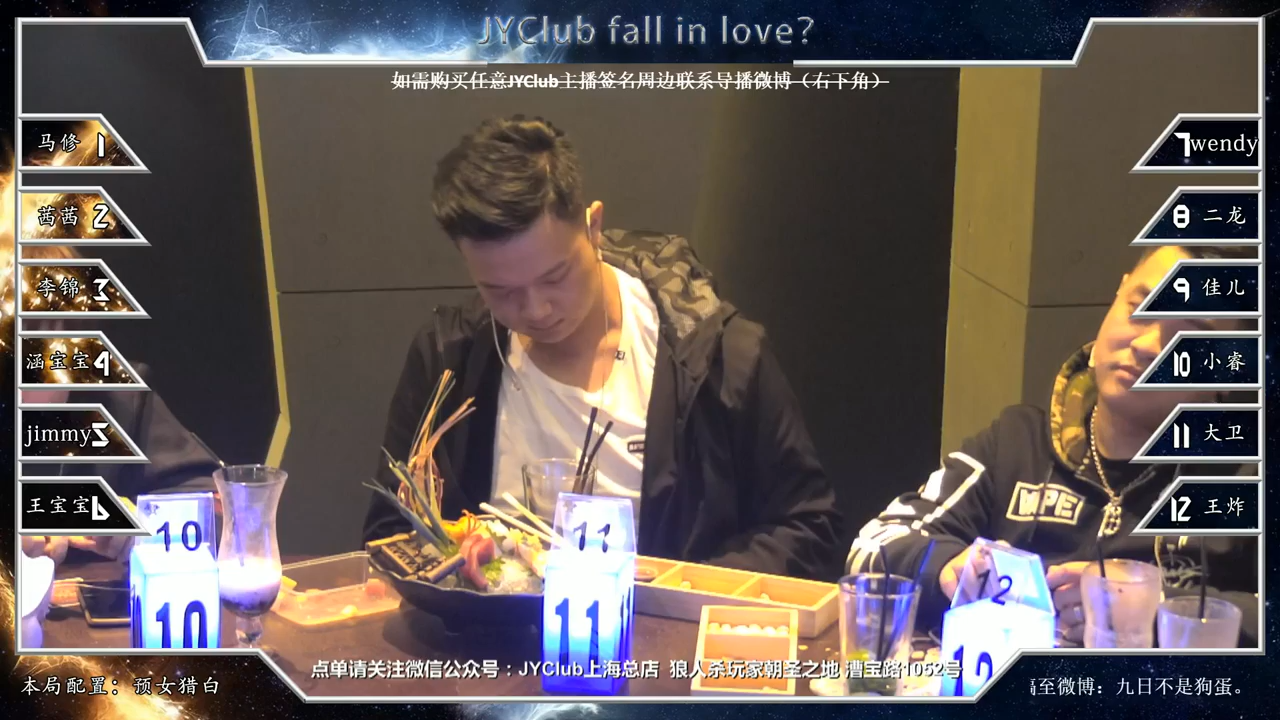 JYClub fall in love?
如需购买任意JYClub主播签名周边联系导播微博（右下角）
马修 1
茜茜 2
李锦 3
涵宝宝 4
jimmy 5
王宝宝 6
7 wendy
8 二龙
9 佳儿
10 小睿
11 大卫
12 王炸
10
10
11
11
12
12
点单请关注微信公众号：JYClub上海总店 狼人杀玩家朝圣之地 漕宝路1052号
本局配置：预女猎白
至微博：九日不是狗蛋。